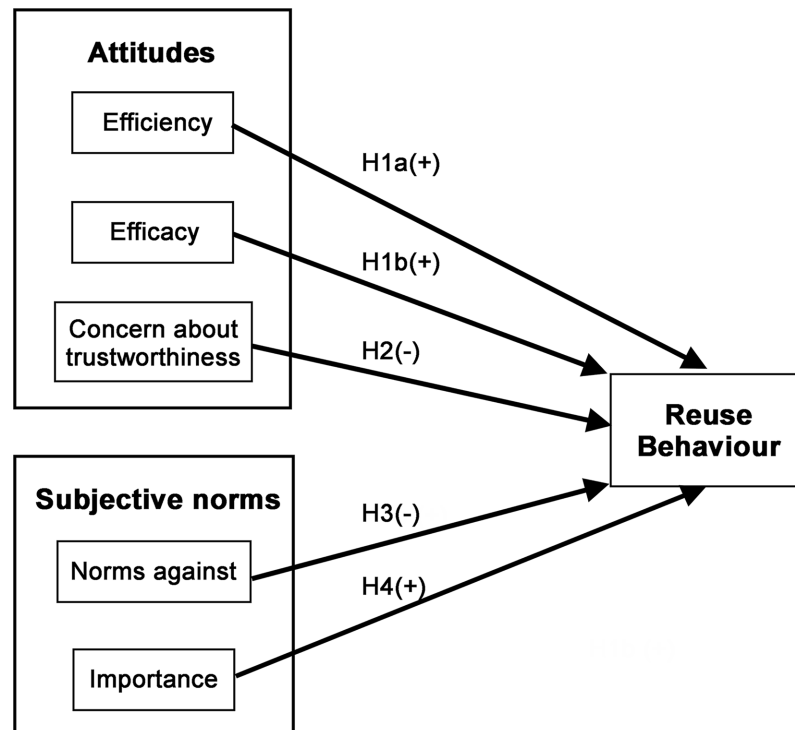 Attitudes
Efficiency
H1a(+)
Efficacy
H1b(+)
Concern about
trustworthiness
H2(-)
Reuse
Behaviour
Subjective norms
H3(-)
Norms against
H4(+)
Importance